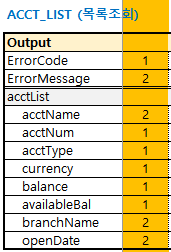 ACCT_LIST (목록조회)
Output
ErrorCode 1
ErrorMessage 2
acctList
acctName 2
acctNum 1
acctType 1
currency 1
balance 1
availableBal 1
branchName 2
openDate 2